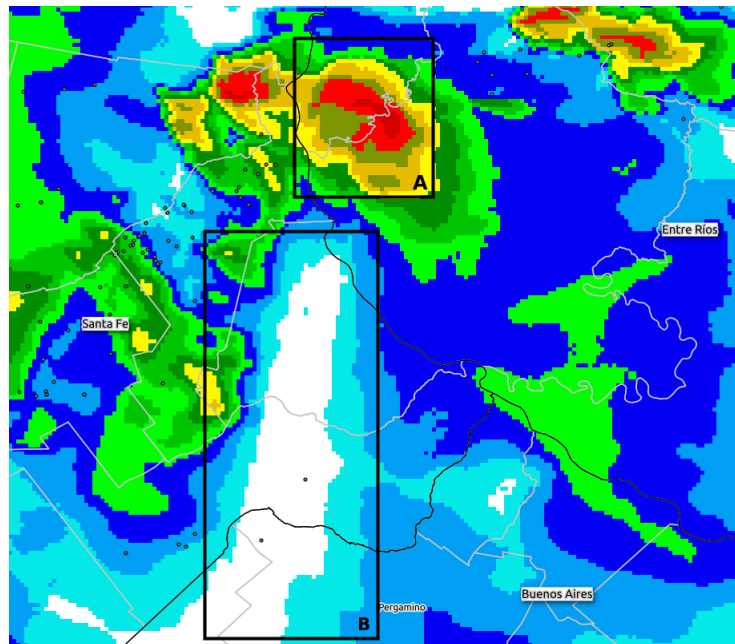 A
Entre Ríos
Santa Fe
Buenos Aires
Pergamino
B